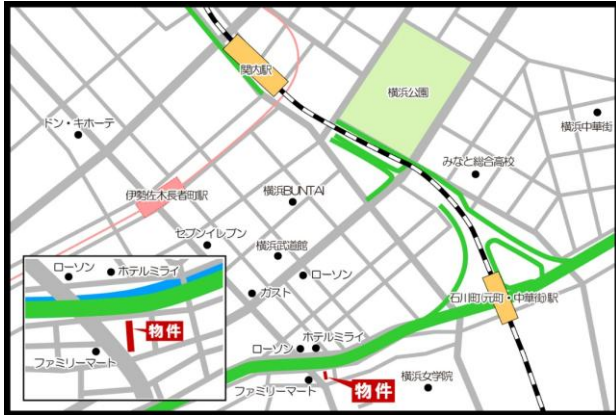 関内駅
横浜公園
ドン・キホーテ
横浜中華街
みなと総合高校
伊勢佐木長者町駅
横浜BUNTAI
セブンイレブン
横浜武道館
ローソン
ガスト
石川町(元町・中華街)駅
ローソン
ホテルミライ
物件
ファミリーマート
ホテルミライ
ローソン
ファミリーマート
物件
横浜女学院